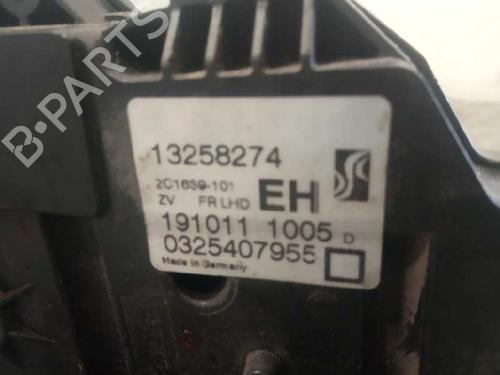 B-PARTS
13258274
2C1639-101
ZV FR LHD EH
191011 1005 D
0325407955
Made in Germany